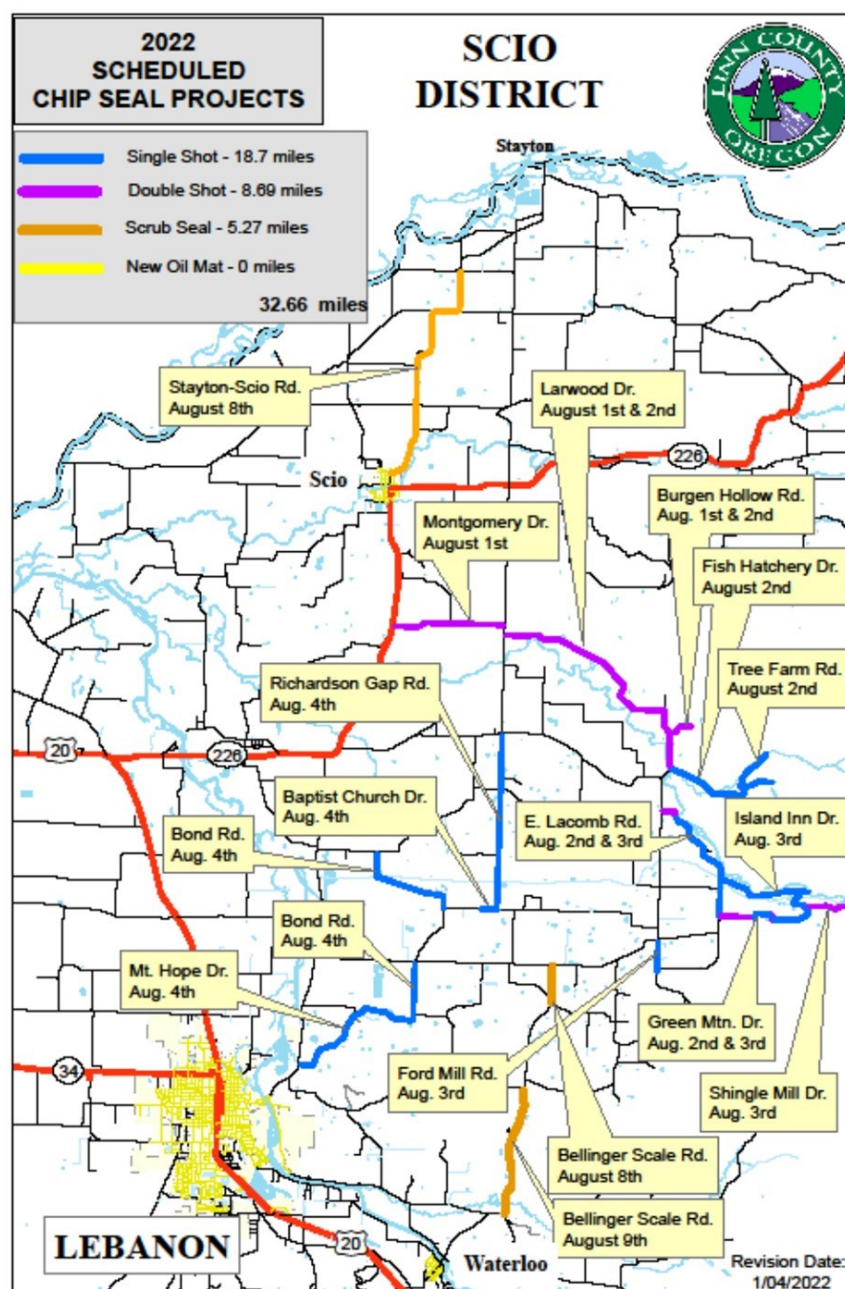 2022
SCHEDULED
CHIP SEAL PROJECTS
SCIO
DISTRICT
LINN COUNTY
OREGON
Single Shot - 18.7 miles
Double Shot - 8.69 miles
Scrub Seal - 5.27 miles
New Oil Mat - 0 miles
32.66 miles
Stayton
Stayton-Scio Rd.
August 8th
Larwood Dr.
August 1st & 2nd
226
Scio
Burgen Hollow Rd.
Aug. 1st & 2nd
Montgomery Dr.
August 1st
Fish Hatchery Dr.
August 2nd
Richardson Gap Rd.
Aug. 4th
Tree Farm Rd.
August 2nd
20
226
Baptist Church Dr.
Aug. 4th
E. Lacomb Rd.
Aug. 2nd & 3rd
Island Inn Dr.
Aug. 3rd
Bond Rd.
Aug. 4th
Bond Rd.
Aug. 4th
Mt. Hope Dr.
Aug. 4th
Green Mtn. Dr.
Aug. 2nd & 3rd
34
Ford Mill Rd.
Aug. 3rd
Shingle Mill Dr.
Aug. 3rd
Bellinger Scale Rd.
August 8th
Bellinger Scale Rd.
August 9th
LEBANON
20
Waterloo
Revision Date:
1/04/2022